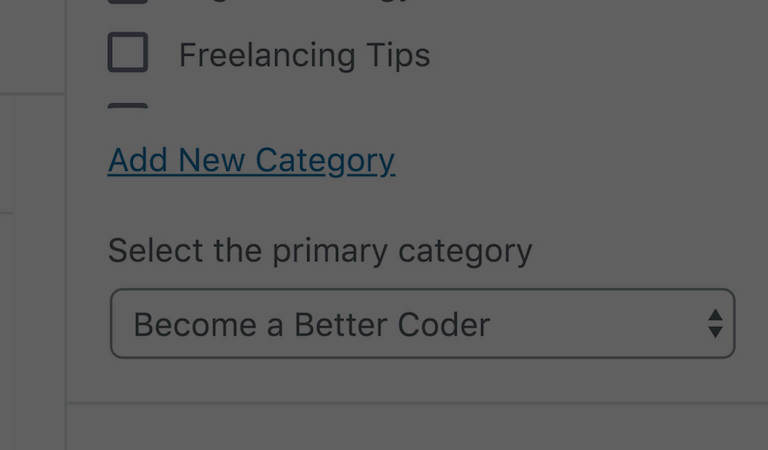 Freelancing Tips
Add New Category
Select the primary category
Become a Better Coder